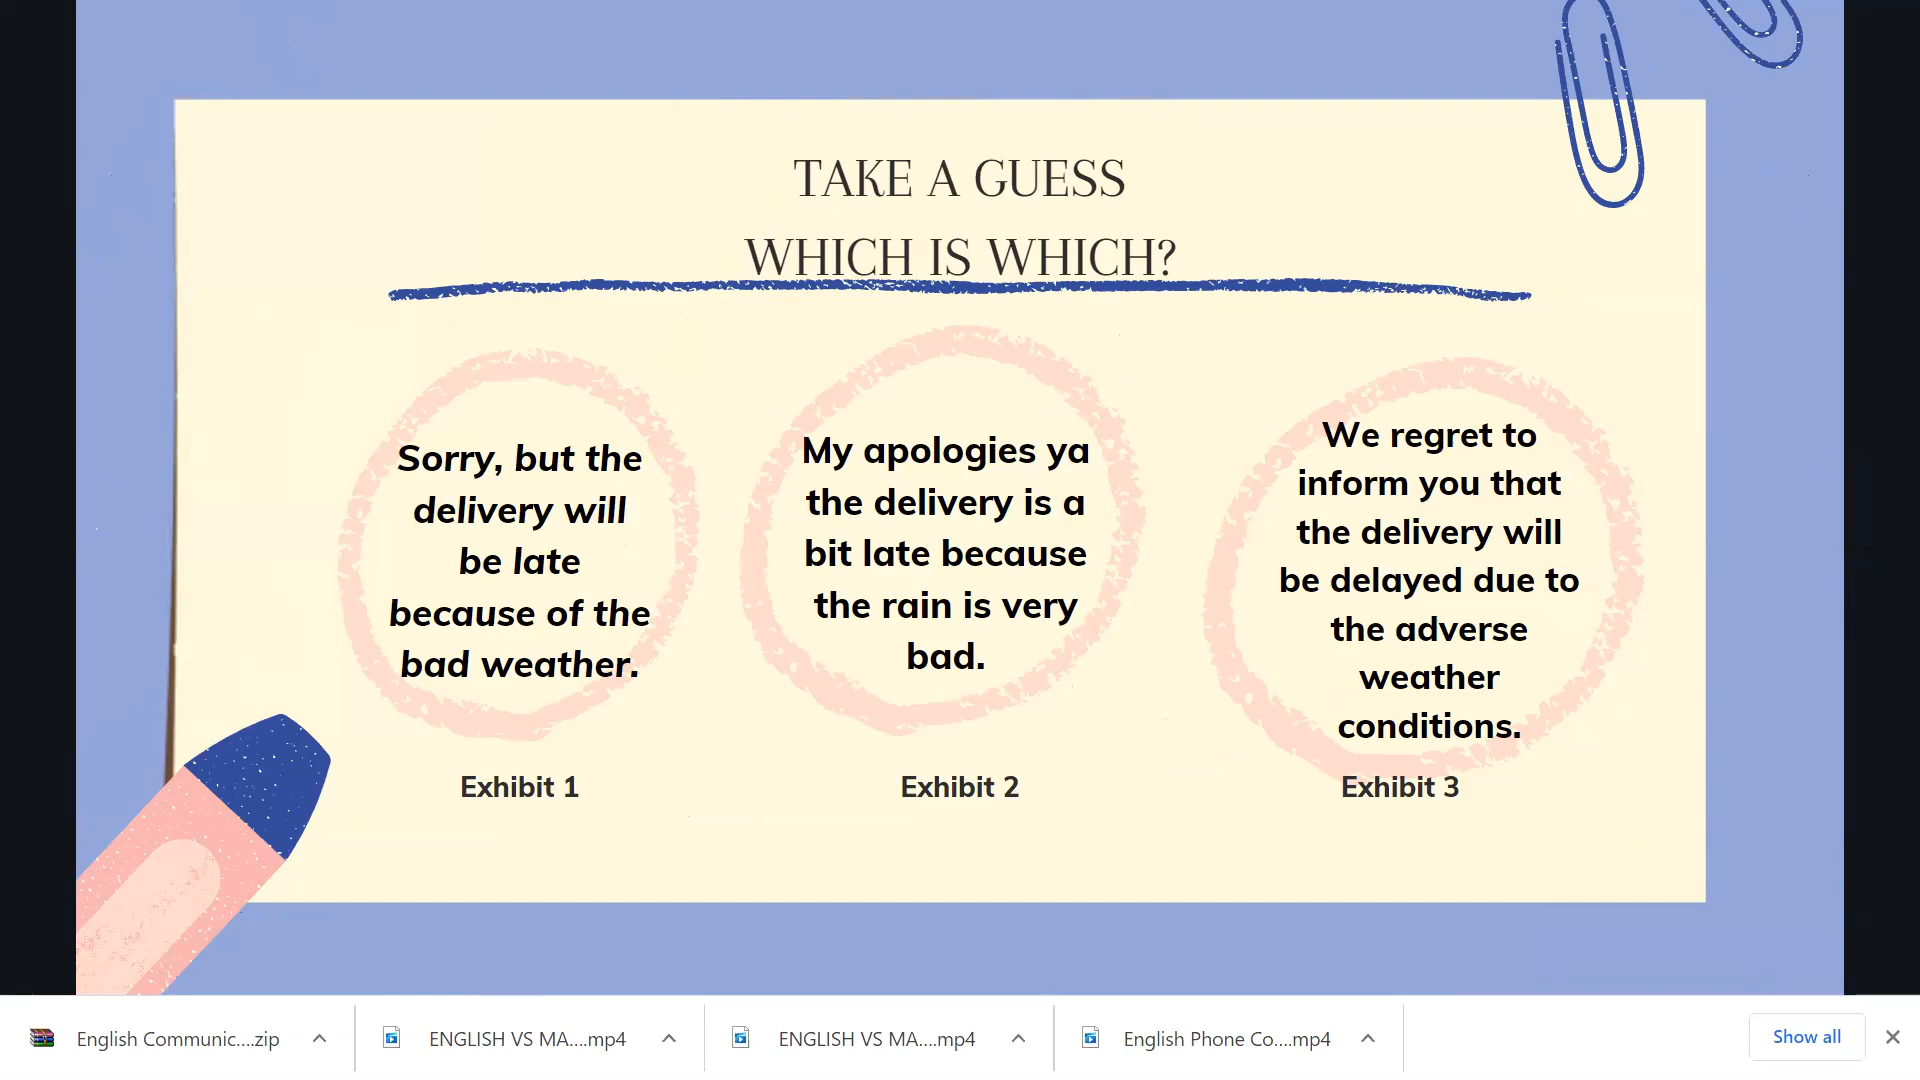 TAKE A GUESS
WHICH IS WHICH?
Sorry, but the
delivery will
be late
because of the
bad weather.
Exhibit 1
My apologies ya
the delivery is a
bit late because
the rain is very
bad.
Exhibit 2
We regret to
inform you that
the delivery will
be delayed due to
the adverse
weather
conditions.
Exhibit 3
English Communic....zip
ENGLISH VS MA....mp4
ENGLISH VS MA....mp4
English Phone Co....mp4
Show all